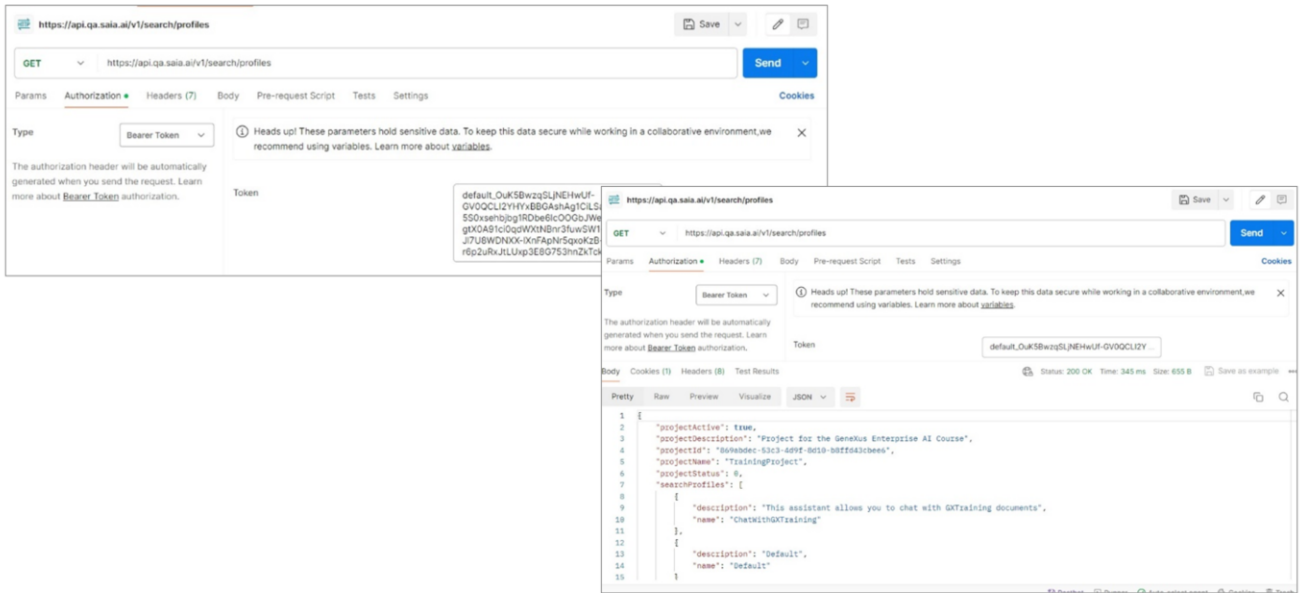 https://api.qa.saia.ai/v1/search/profiles
Save
GET
https://api.qa.saia.ai/v1/search/profiles
Send
Params Authorization Headers (7) Body Pre-request Script Tests Settings
Cookies
Type
Bearer Token
The authorization header will be automatically
generated when you send the request. Learn
more about Bearer Token authorization.
Heads up! These parameters hold sensitive data. To keep this data secure while working in a collaborative environment,we
recommend using variables. Learn more about variables.
Token
https://api.qa.saia.ai/v1/search/profiles
Save
GET
https://api.qa.saia.ai/v1/search/profiles
Send
Params Authorization Headers (7) Body Pre-request Script Tests Settings
Cookies
Type
Bearer Token
The authorization header will be automatically
generated when you send the request. Learn
more about Bearer Token authorization.
Heads up! These parameters hold sensitive data. To keep this data secure while working in a collaborative environment,we
recommend using variables. Learn more about variables.
Token
Body Cookies (1) Headers (8) Test Results
Status: 200 OK Time: 345 ms Size: 655 B Save as example
Pretty Raw Preview Visualize JSON
1 {
2 "projectActive": true,
3 "projectDescription": "Project for the GeneXus Enterprise AI Course",
4 "projectId":
5 "projectName": "TrainingProject",
6 "projectStatus": 0,
7 "searchProfiles": [
8 {
9 "description": "This assistant allows you to chat with GXTraining documents",
10 "name": "ChatWithGXTraining"
11 },
12 {
13 "description": "Default",
14 "name": "Default"
15